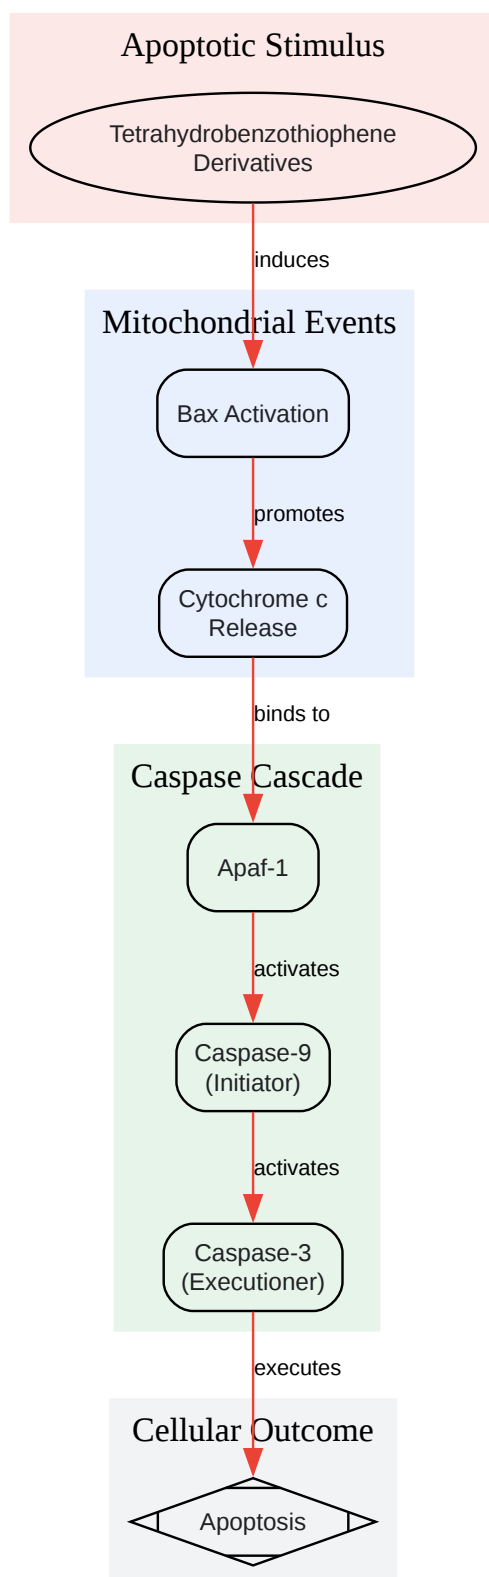 Apoptotic Stimulus
Tetrahydrobenzothiophene
Derivatives
induces
Mitochondrial Events
Bax Activation
promotes
Cytochrome c
Release
binds to
Caspase Cascade
Apaf-1
activates
Caspase-9
(Initiator)
activates
Caspase-3
(Executioner)
executes
Cellular Outcome
Apoptosis